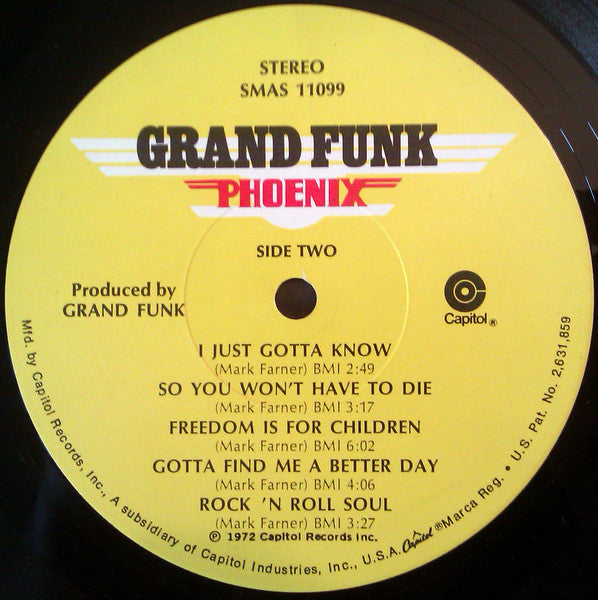 STEREO
SMAS 11099
GRAND FUNK
PHOENIX
SIDE TWO
Produced by
GRAND FUNK
Capitol®
I JUST GOTTA KNOW
(Mark Farner) BMI 2:49
SO YOU WON'T HAVE TO DIE
(Mark Farner) BMI 3:17
FREEDOM IS FOR CHILDREN
(Mark Farner) BMI 6:02
GOTTA FIND ME A BETTER DAY
(Mark Farner) BMI 4:06
ROCK 'N ROLL SOUL
(Mark Farner) BMI 3:27
℗ 1972 Capitol Records Inc.
Mfd. by Capitol Records, Inc., A subsidiary of Capitol Industries, Inc., U.S.A. Capitol® Marca Reg. • U.S. Pat. No. 2,631,859